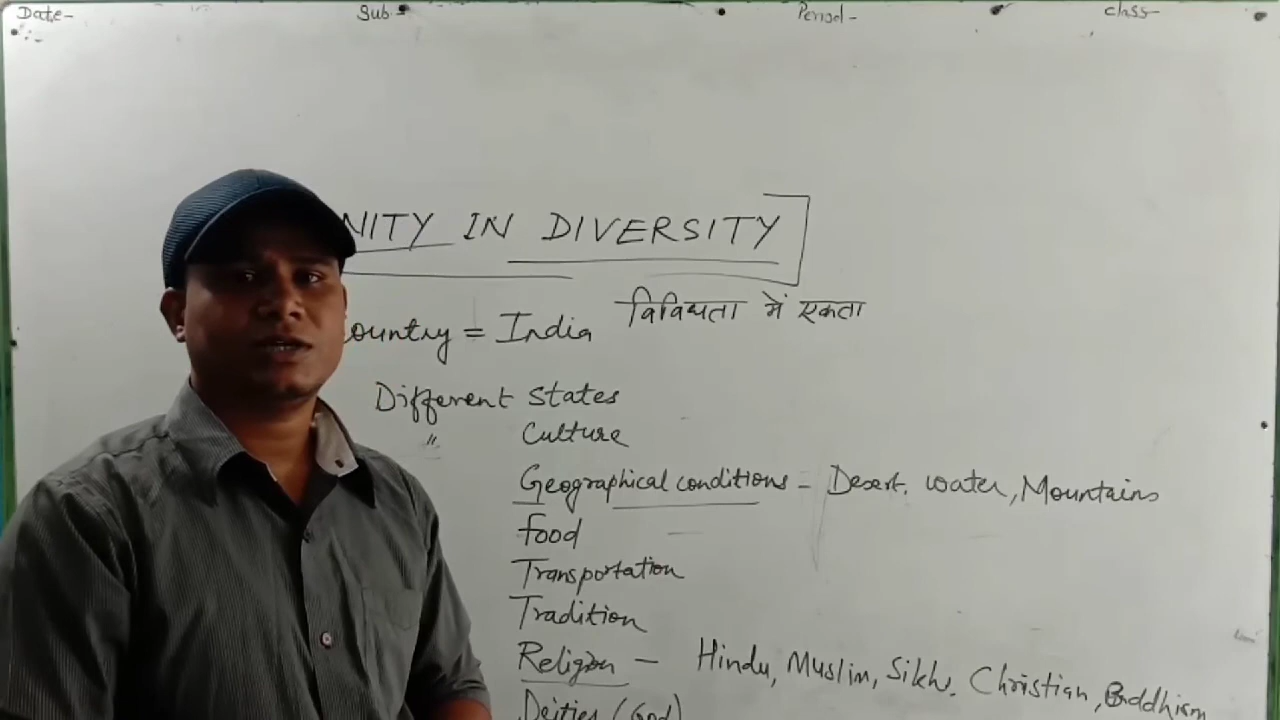 Date- Sub- Period- class-
NITY IN DIVERSITY
विविधता में एकता
ountry = India
Different States
" Culture
Geographical conditions - Desert, water, Mountains
food
Transportation
Tradition
Religion - Hindu, Muslim, Sikh, Christian, Buddhism
Deities (God)